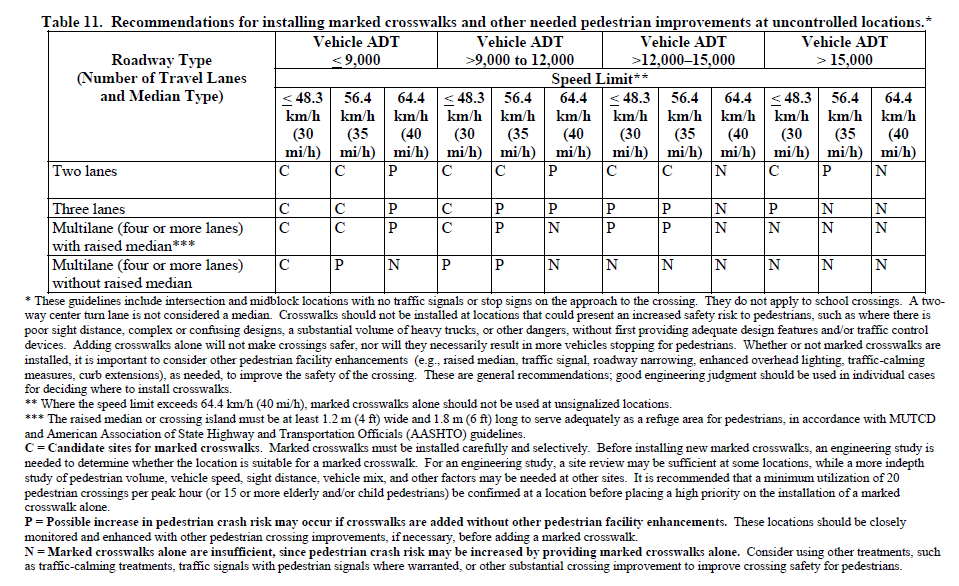 Table 11. Recommendations for installing marked crosswalks and other needed pedestrian improvements at uncontrolled locations.*
Roadway Type
(Number of Travel Lanes
and Median Type)
Vehicle ADT
≤ 9,000
Vehicle ADT
>9,000 to 12,000
Vehicle ADT
>12,000–15,000
Vehicle ADT
> 15,000
Speed Limit**
≤ 48.3 56.4 64.4 ≤ 48.3 56.4 64.4 ≤ 48.3 56.4 64.4 ≤ 48.3 56.4 64.4
km/h km/h km/h km/h km/h km/h km/h km/h km/h km/h km/h km/h
(30 (35 (40 (30 (35 (40 (30 (35 (40 (30 (35 (40
mi/h) mi/h) mi/h) mi/h) mi/h) mi/h) mi/h) mi/h) mi/h) mi/h) mi/h) mi/h)
Two lanes C C P C C P C C N C P N
Three lanes C C P C P P P P N P N N
Multilane (four or more lanes) C C P C P N P P N N N N
with raised median***
Multilane (four or more lanes) C P N P P N N N N N N N
without raised median
* These guidelines include intersection and midblock locations with no traffic signals or stop signs on the approach to the crossing. They do not apply to school crossings. A two-
way center turn lane is not considered a median. Crosswalks should not be installed at locations that could present an increased safety risk to pedestrians, such as where there is
poor sight distance, complex or confusing designs, a substantial volume of heavy trucks, or other dangers, without first providing adequate design features and/or traffic control
devices. Adding crosswalks alone will not make crossings safer, nor will they necessarily result in more vehicles stopping for pedestrians. Whether or not marked crosswalks are
installed, it is important to consider other pedestrian facility enhancements (e.g., raised median, traffic signal, roadway narrowing, enhanced overhead lighting, traffic-calming
measures, curb extensions), as needed, to improve the safety of the crossing. These are general recommendations; good engineering judgment should be used in individual cases
for deciding where to install crosswalks.
** Where the speed limit exceeds 64.4 km/h (40 mi/h), marked crosswalks alone should not be used at unsignalized locations.
*** The raised median or crossing island must be at least 1.2 m (4 ft) wide and 1.8 m (6 ft) long to serve adequately as a refuge area for pedestrians, in accordance with MUTCD
and American Association of State Highway and Transportation Officials (AASHTO) guidelines.
C = Candidate sites for marked crosswalks. Marked crosswalks must be installed carefully and selectively. Before installing new marked crosswalks, an engineering study is
needed to determine whether the location is suitable for a marked crosswalk. For an engineering study, a site review may be sufficient at some locations, while a more indepth
study of pedestrian volume, vehicle speed, sight distance, vehicle mix, and other factors may be needed at other sites. It is recommended that a minimum utilization of 20
pedestrian crossings per peak hour (or 15 or more elderly and/or child pedestrians) be confirmed at a location before placing a high priority on the installation of a marked
crosswalk alone.
P = Possible increase in pedestrian crash risk may occur if crosswalks are added without other pedestrian facility enhancements. These locations should be closely
monitored and enhanced with other pedestrian crossing improvements, if necessary, before adding a marked crosswalk.
N = Marked crosswalks alone are insufficient, since pedestrian crash risk may be increased by providing marked crosswalks alone. Consider using other treatments, such
as traffic-calming treatments, traffic signals with pedestrian signals where warranted, or other substantial crossing improvement to improve crossing safety for pedestrians.